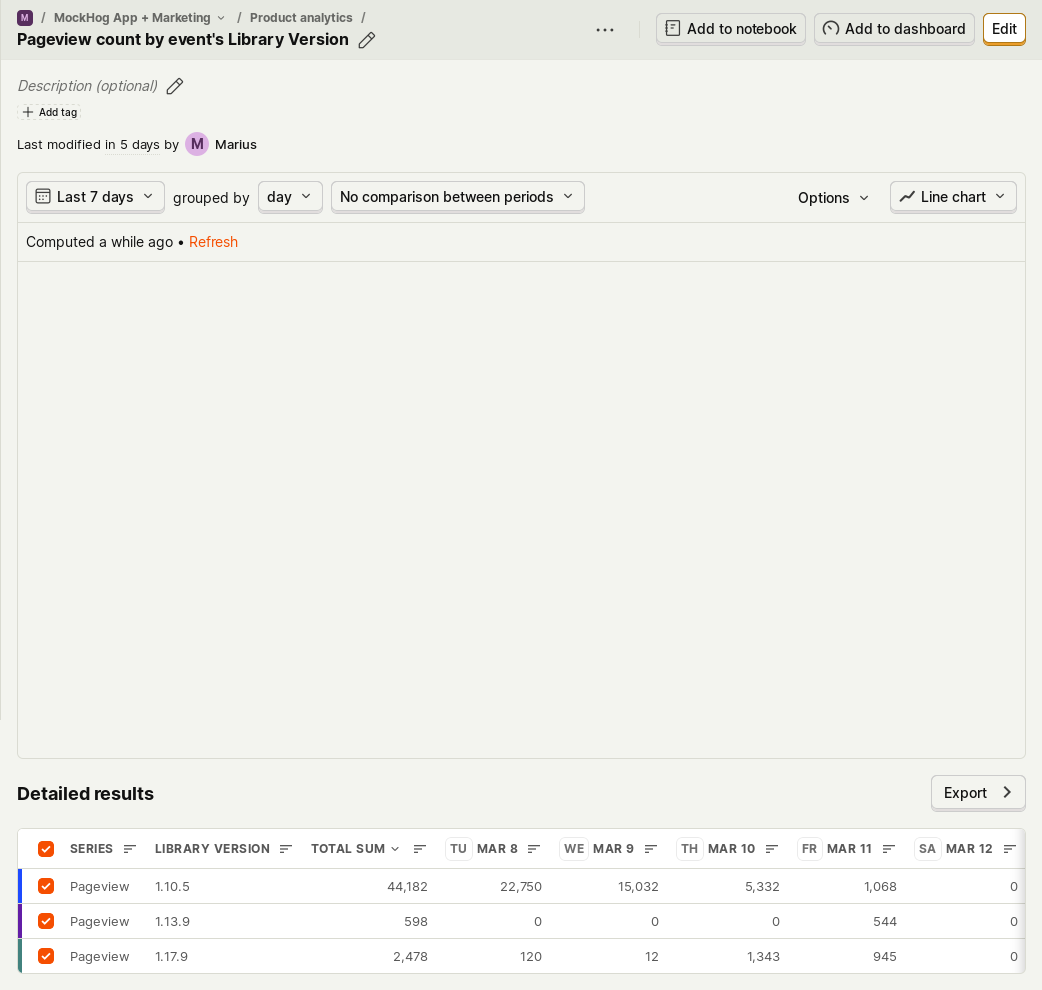 M / MockHog App + Marketing / Product analytics /
Pageview count by event's Library Version
Add to notebook
Add to dashboard
Edit
Description (optional)
Add tag
Last modified in 5 days by M Marius
Last 7 days grouped by day No comparison between periods Options Line chart
Computed a while ago • Refresh
Detailed results
Export
SERIES LIBRARY VERSION TOTAL SUM TU MAR 8 WE MAR 9 TH MAR 10 FR MAR 11 SA MAR 12
Pageview 1.10.5 44,182 22,750 15,032 5,332 1,068 0
Pageview 1.13.9 598 0 0 0 544 0
Pageview 1.17.9 2,478 120 12 1,343 945 0